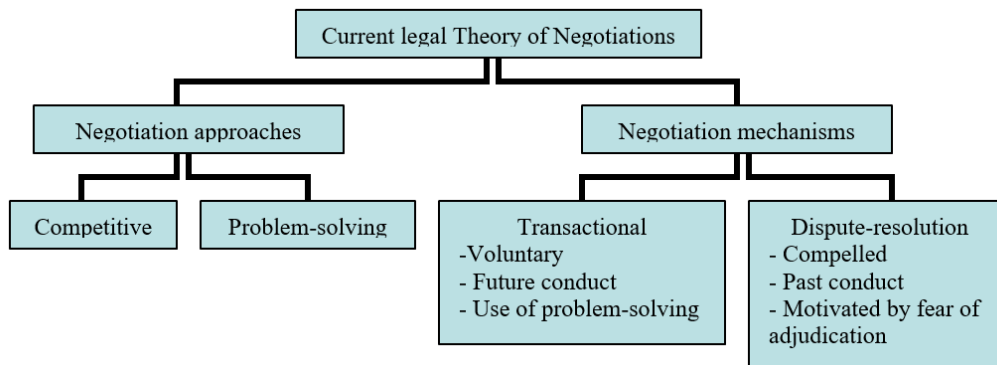 Current legal Theory of Negotiations
Negotiation approaches
Negotiation mechanisms
Competitive
Problem-solving
Transactional
-Voluntary
- Future conduct
- Use of problem-solving
Dispute-resolution
- Compelled
- Past conduct
- Motivated by fear of
adjudication